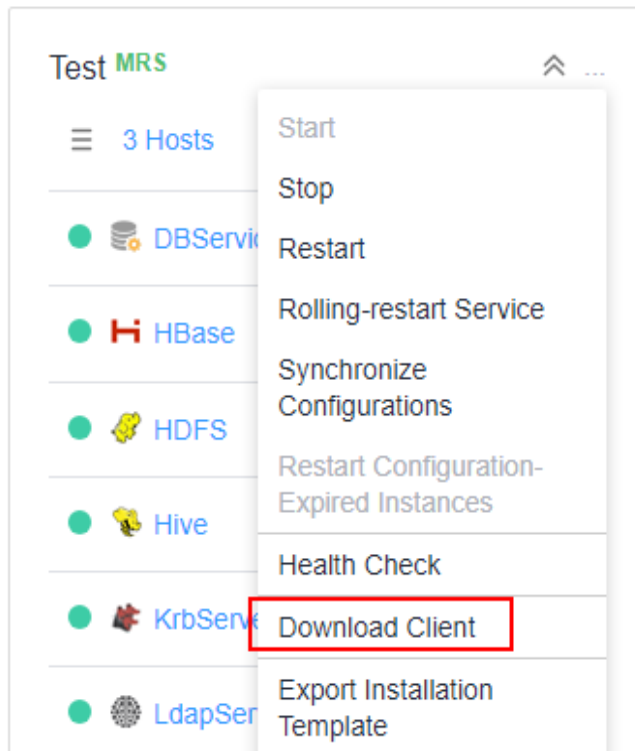 Test MRS
...
3 Hosts
Start
Stop
DBServic
Restart
Rolling-restart Service
HBase
Synchronize
Configurations
HDFS
Restart Configuration-
Expired Instances
Hive
Health Check
KrbServe
Download Client
Export Installation
Template
LdapSer